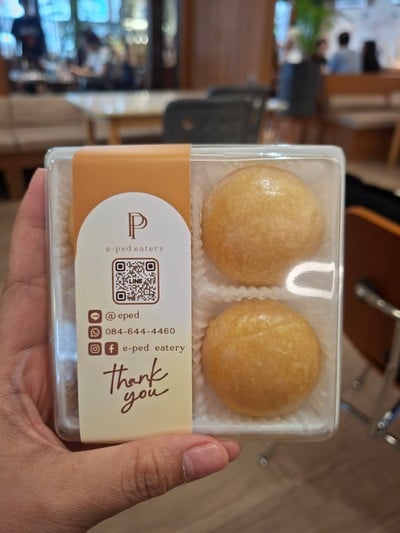 P
e-ped eatery
LINE
@eped
084-644-4460
e-ped eatery
thank
you